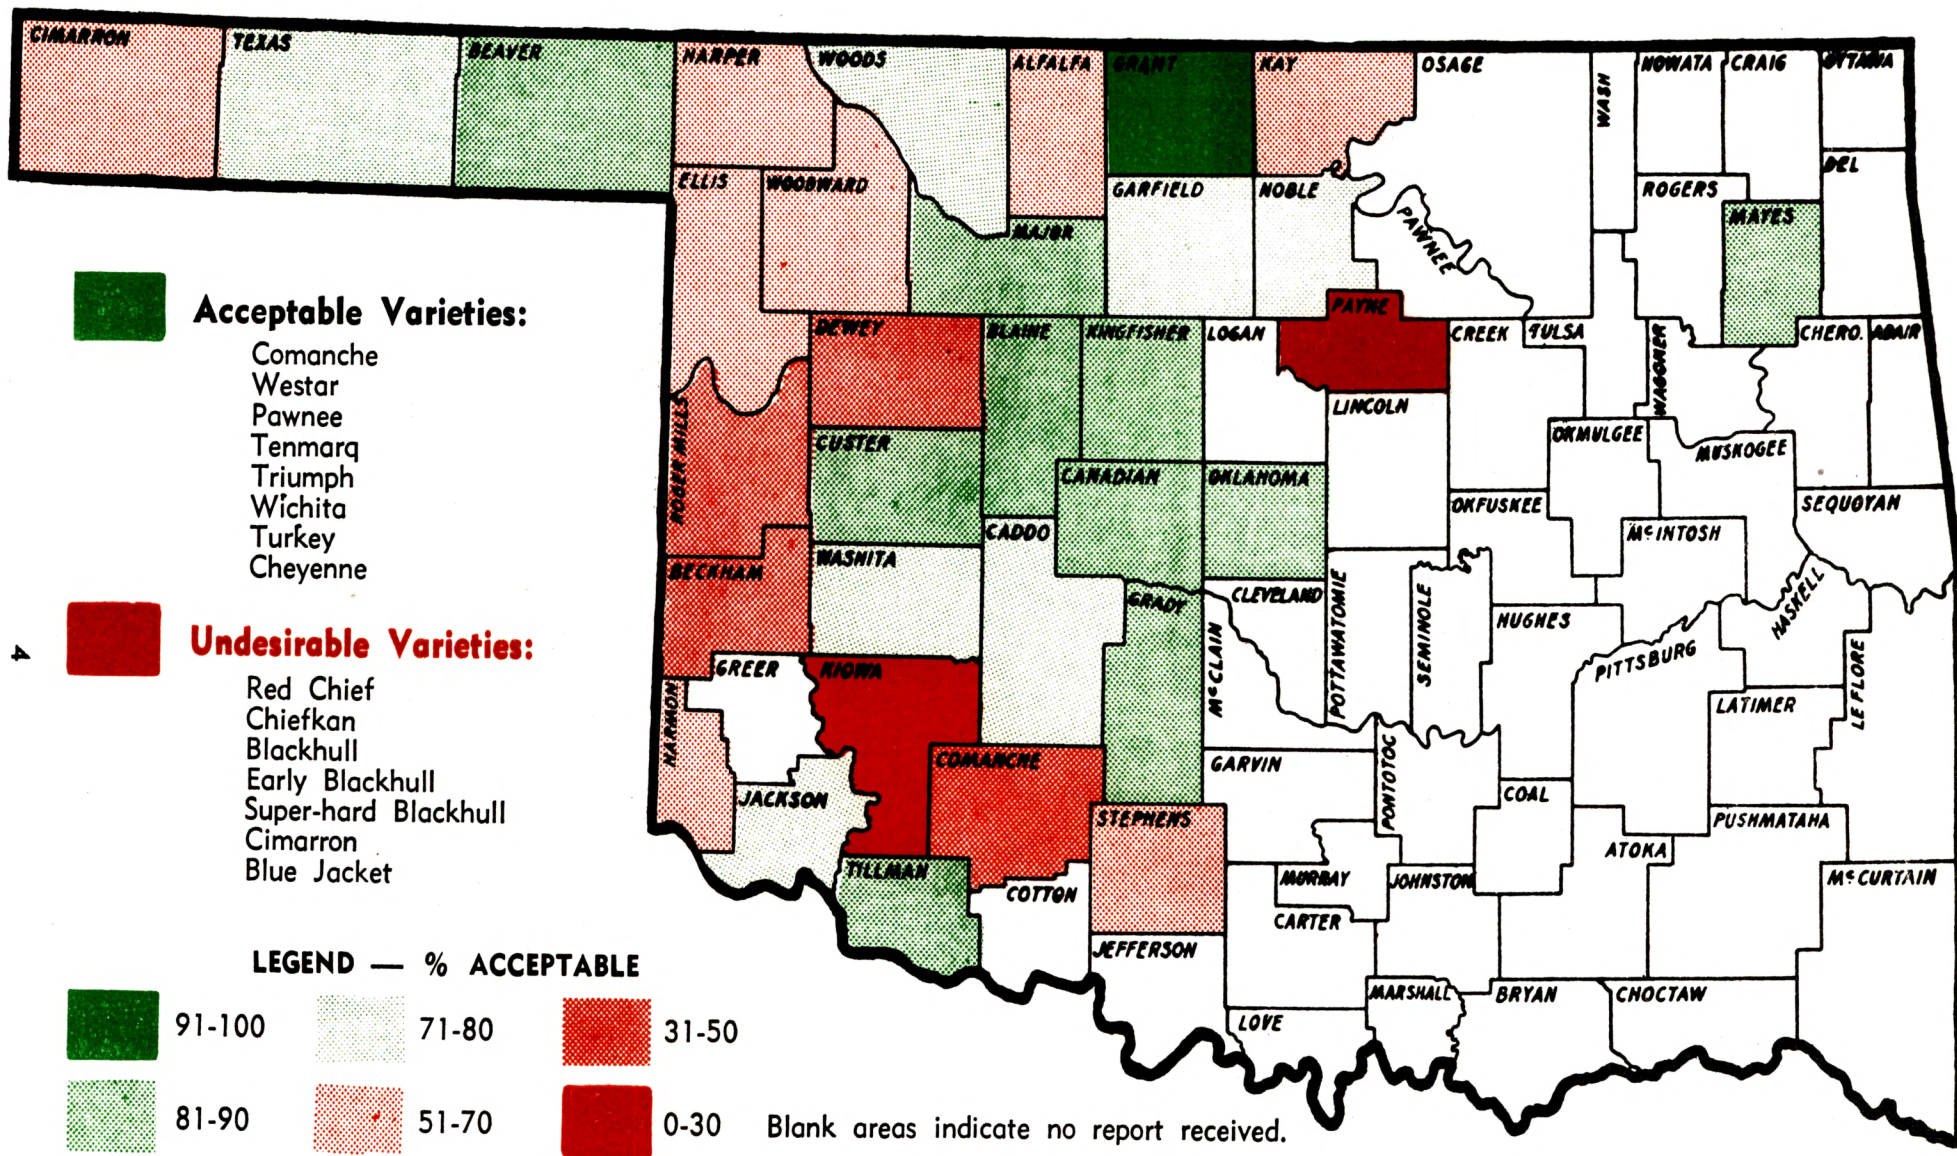 CIMARRON
TEXAS
BEAVER
HARPER
WOODS
ALFALFA
GRANT
KAY
OSAGE
WASH
NOWATA
CRAIG
OTTAWA
DEL
ELLIS
WOODWARD
MAJOR
GARFIELD
NOBLE
PAWNEE
ROGERS
MAYES
DEWEY
BLAINE
KINGFISHER
LOGAN
PAYNE
CREEK
TULSA
WAGONER
CHERO.
ADAIR
ROGER MILLS
CUSTER
CANADIAN
OKLAHOMA
LINCOLN
OKMULGEE
MUSKOGEE
OKFUSKEE
McINTOSH
SEQUOYAH
BECKHAM
WASHITA
CADDO
GRADY
CLEVELAND
McCLAIN
POTTAWATOMIE
SEMINOLE
HUGHES
PITTSBURG
HASKELL
LATIMER
LE FLORE
HARMON
GREER
KIOWA
JACKSON
COMANCHE
STEPHENS
GARVIN
PONTOTOC
COAL
ATOKA
PUSHMATAHA
TILLMAN
COTTON
MURRAY
JOHNSTON
McCURTAIN
CARTER
JEFFERSON
LOVE
MARSHALL
BRYAN
CHOCTAW
Acceptable Varieties:
Comanche
Westar
Pawnee
Tenmarq
Triumph
Wichita
Turkey
Cheyenne
4
Undesirable Varieties:
Red Chief
Chiefkan
Blackhull
Early Blackhull
Super-hard Blackhull
Cimarron
Blue Jacket
LEGEND — % ACCEPTABLE
91-100
71-80
31-50
81-90
51-70
0-30
Blank areas indicate no report received.